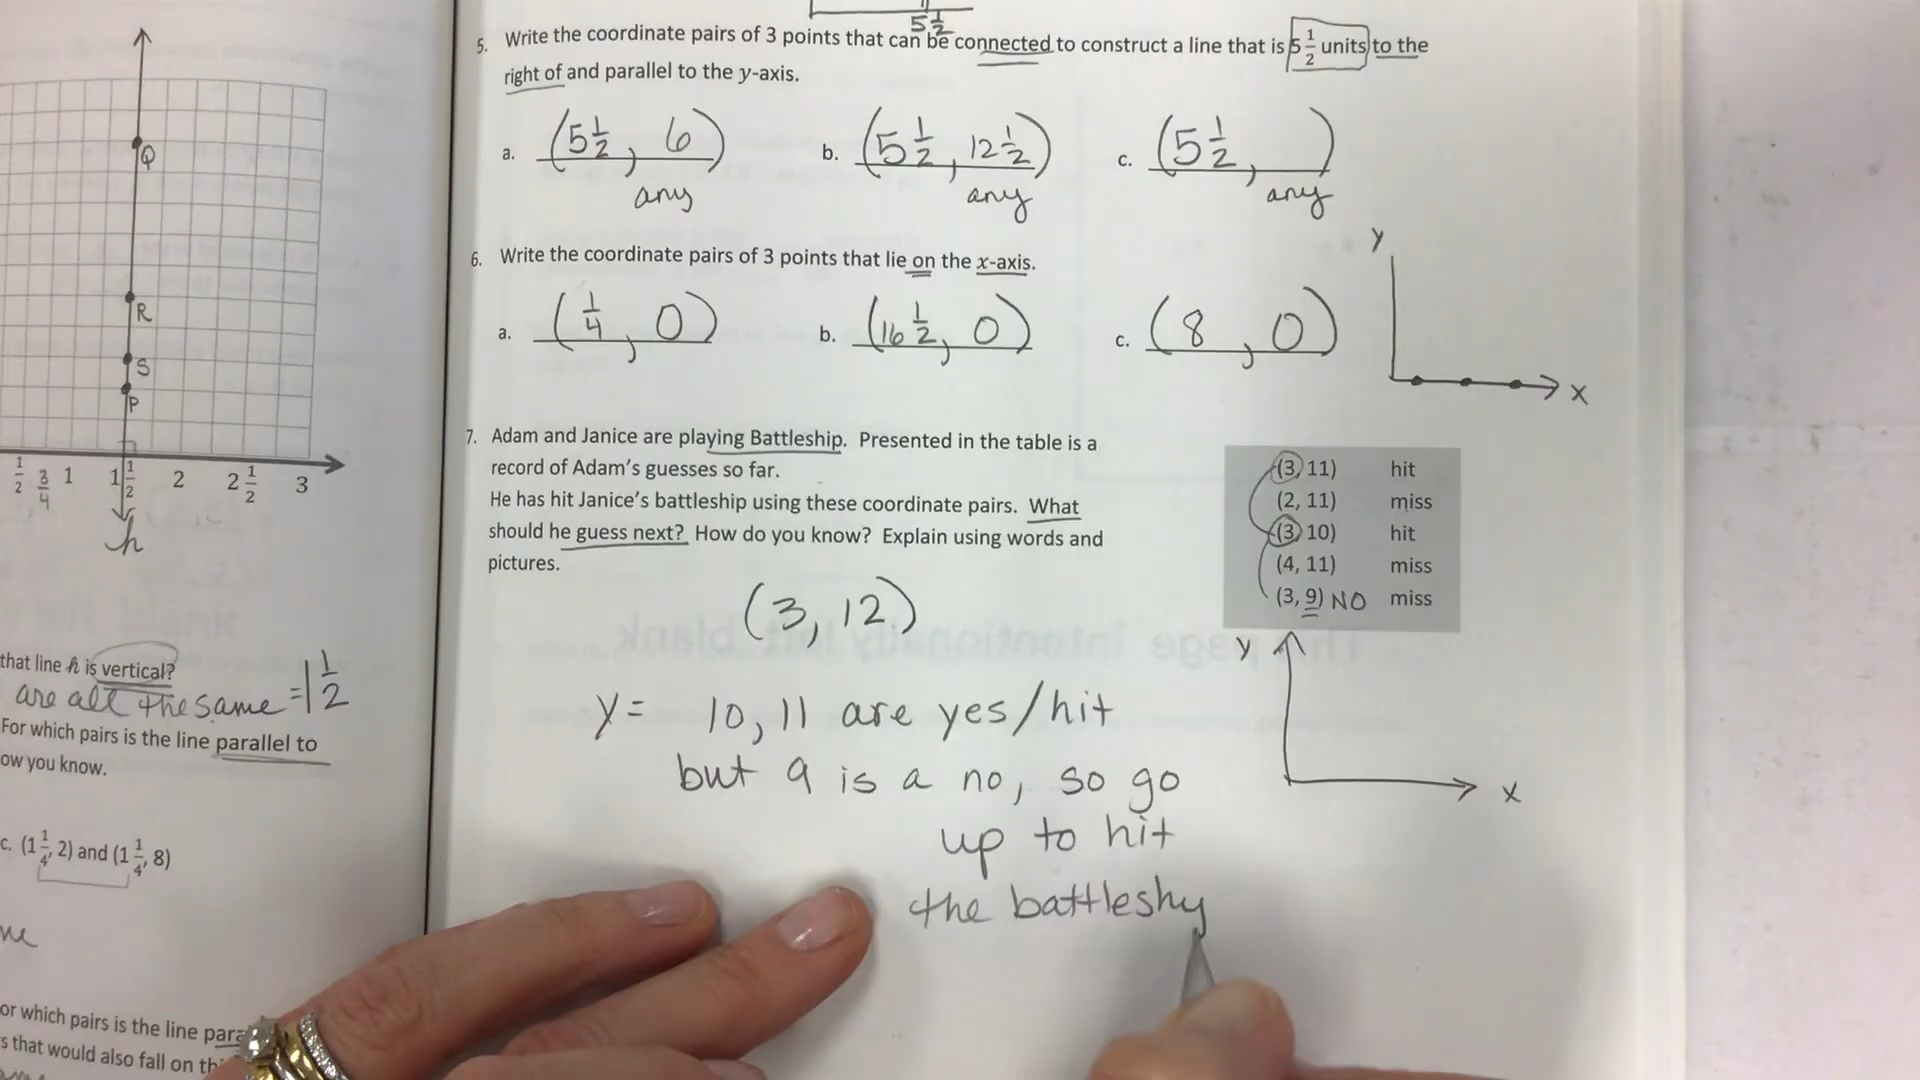 Q
R
S
P
1/2 3/4 1 1 1/2 2 2 1/2 3
h
that line h is vertical?
are all the same = 1 1/2
For which pairs is the line parallel to
ow you know.
c. (1 1/4, 2) and (1 1/4, 8)
or which pairs is the line para
s that would also fall on th
5 1/2
5. Write the coordinate pairs of 3 points that can be connected to construct a line that is 5 1/2 units to the
right of and parallel to the y-axis.
a. (5 1/2, 6) b. (5 1/2, 12 1/2) c. (5 1/2, )
any any any
6. Write the coordinate pairs of 3 points that lie on the x-axis.
a. (1/4, 0) b. (16 1/2, 0) c. (8, 0)
y
x
7. Adam and Janice are playing Battleship. Presented in the table is a
record of Adam's guesses so far.
He has hit Janice's battleship using these coordinate pairs. What
should he guess next? How do you know? Explain using words and
pictures.
(3, 11) hit
(2, 11) miss
(3, 10) hit
(4, 11) miss
(3, 9) NO miss
(3, 12)
y
x
y = 10, 11 are yes/hit
but 9 is a no, so go
up to hit
the battleshi